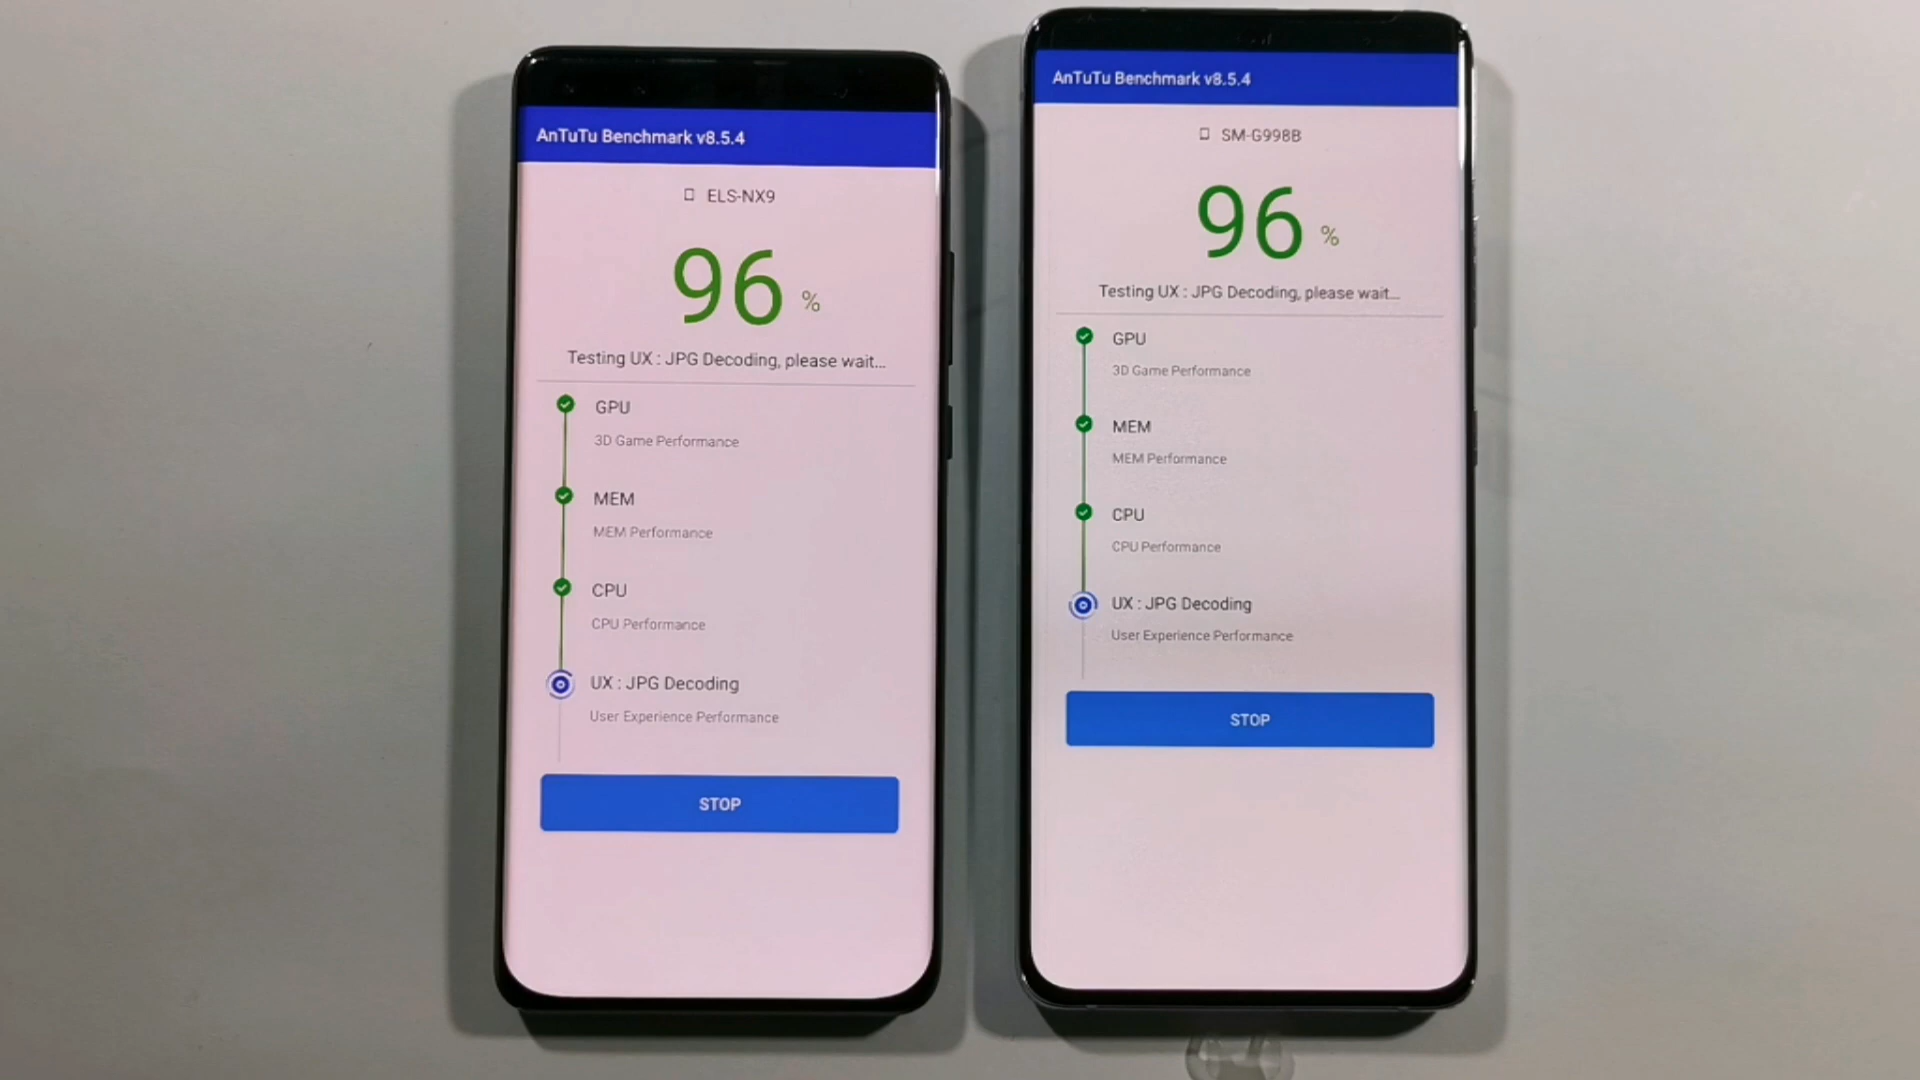 AnTuTu Benchmark v8.5.4
ELS-NX9
96 %
Testing UX : JPG Decoding, please wait...
GPU
3D Game Performance
MEM
MEM Performance
CPU
CPU Performance
UX : JPG Decoding
User Experience Performance
STOP
AnTuTu Benchmark v8.5.4
SM-G998B
96 %
Testing UX : JPG Decoding, please wait...
GPU
3D Game Performance
MEM
MEM Performance
CPU
CPU Performance
UX : JPG Decoding
User Experience Performance
STOP